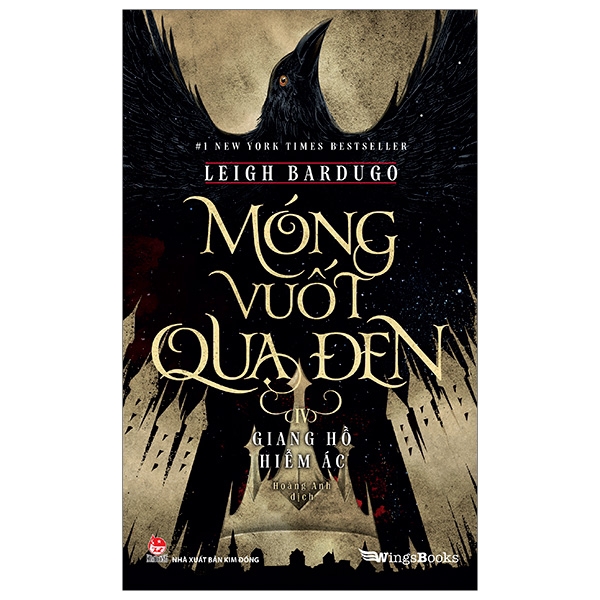 #1 NEW YORK TIMES BESTSELLER
LEIGH BARDUGO
MÓNG
VUỐT
QUẠ ĐEN
IV
GIANG HỒ
HIỂM ÁC
Hoàng Anh
dịch
NHÀ XUẤT BẢN KIM ĐỒNG
WingsBooks